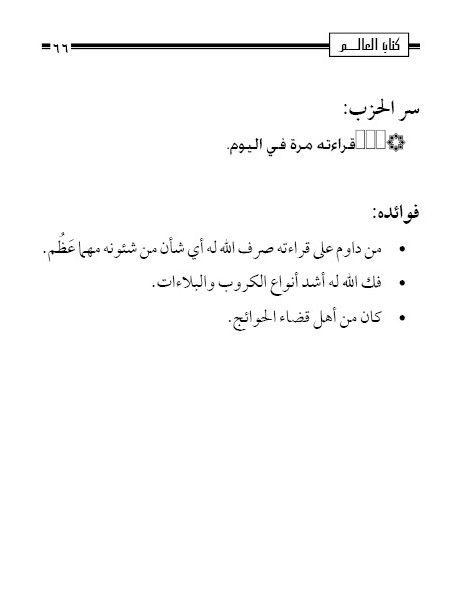 كتاب العالم
٦٦
سر الحزب:
قراءته مرة في اليوم.
فوائده:
• من داوم على قراءته صرف الله له أي شأن من شئونه مهما عَظُم.
• فك الله له أشد أنواع الكروب والبلاءات.
• كان من أهل قضاء الحوائج.